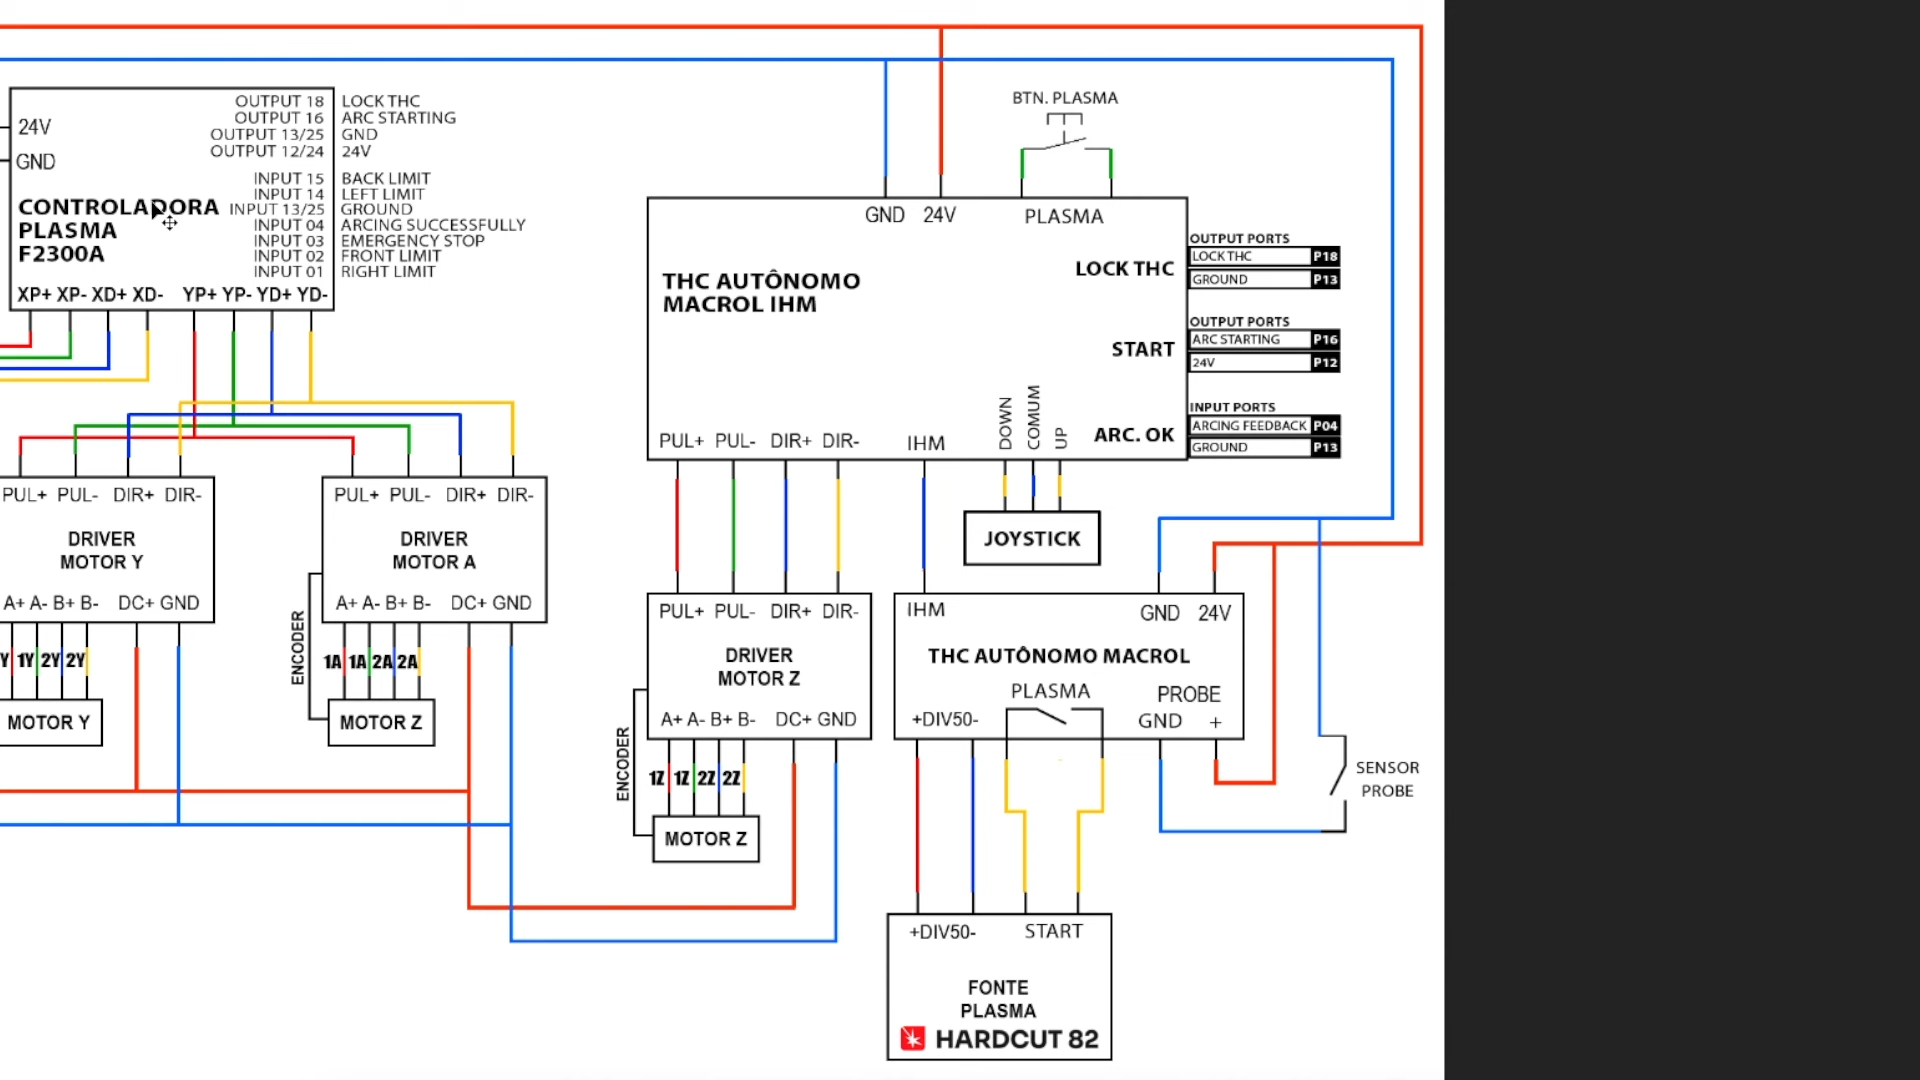 OUTPUT 18 LOCK THC
OUTPUT 16 ARC STARTING
OUTPUT 13/25 GND
OUTPUT 12/24 24V
INPUT 15 BACK LIMIT
INPUT 14 LEFT LIMIT
INPUT 13/25 GROUND
INPUT 04 ARCING SUCCESSFULLY
INPUT 03 EMERGENCY STOP
INPUT 02 FRONT LIMIT
INPUT 01 RIGHT LIMIT
24V
GND
CONTROLADORA
PLASMA
F2300A
XP+ XP- XD+ XD- YP+ YP- YD+ YD-
BTN. PLASMA
GND 24V PLASMA
THC AUTÔNOMO
MACROL IHM
LOCK THC
START
ARC. OK
OUTPUT PORTS
LOCK THC P18
GROUND P13
OUTPUT PORTS
ARC STARTING P16
24V P12
INPUT PORTS
ARCING FEEDBACK P04
GROUND P13
DOWN
COMUM
UP
PUL+ PUL- DIR+ DIR- IHM
JOYSTICK
PUL+ PUL- DIR+ DIR-
DRIVER
MOTOR Y
A+ A- B+ B- DC+ GND
Y 1Y 2Y 2Y
MOTOR Y
PUL+ PUL- DIR+ DIR-
DRIVER
MOTOR A
A+ A- B+ B- DC+ GND
ENCODER
1A 1A 2A 2A
MOTOR Z
PUL+ PUL- DIR+ DIR-
DRIVER
MOTOR Z
A+ A- B+ B- DC+ GND
ENCODER
1Z 1Z 2Z 2Z
MOTOR Z
IHM GND 24V
THC AUTÔNOMO MACROL
PLASMA PROBE
+DIV50- GND +
SENSOR
PROBE
+DIV50- START
FONTE
PLASMA
HARDCUT 82